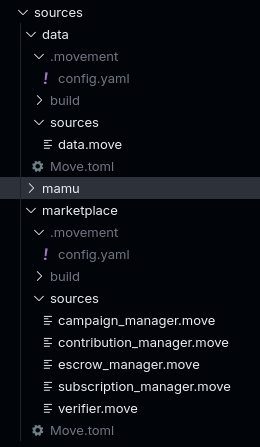 sources
data
.movement
! config.yaml
build
sources
data.move
Move.toml
mamu
marketplace
.movement
! config.yaml
build
sources
campaign_manager.move
contribution_manager.move
escrow_manager.move
subscription_manager.move
verifier.move
Move.toml